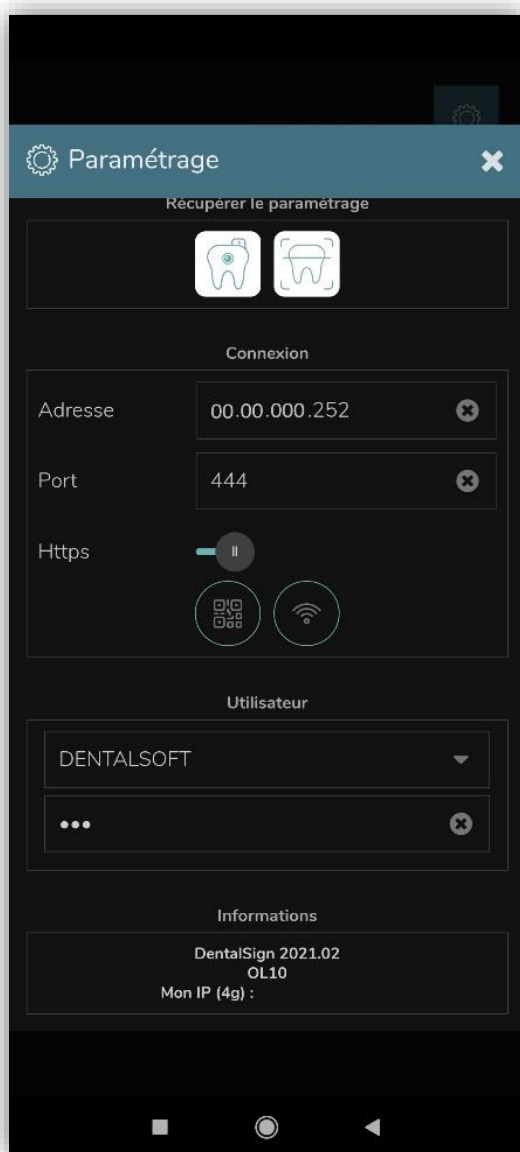 Paramétrage
Récupérer le paramétrage
Connexion
Adresse 00.00.000.252
Port 444
Https
Utilisateur
DENTALSOFT
•••
Informations
DentalSign 2021.02
OL10
Mon IP (4g) :